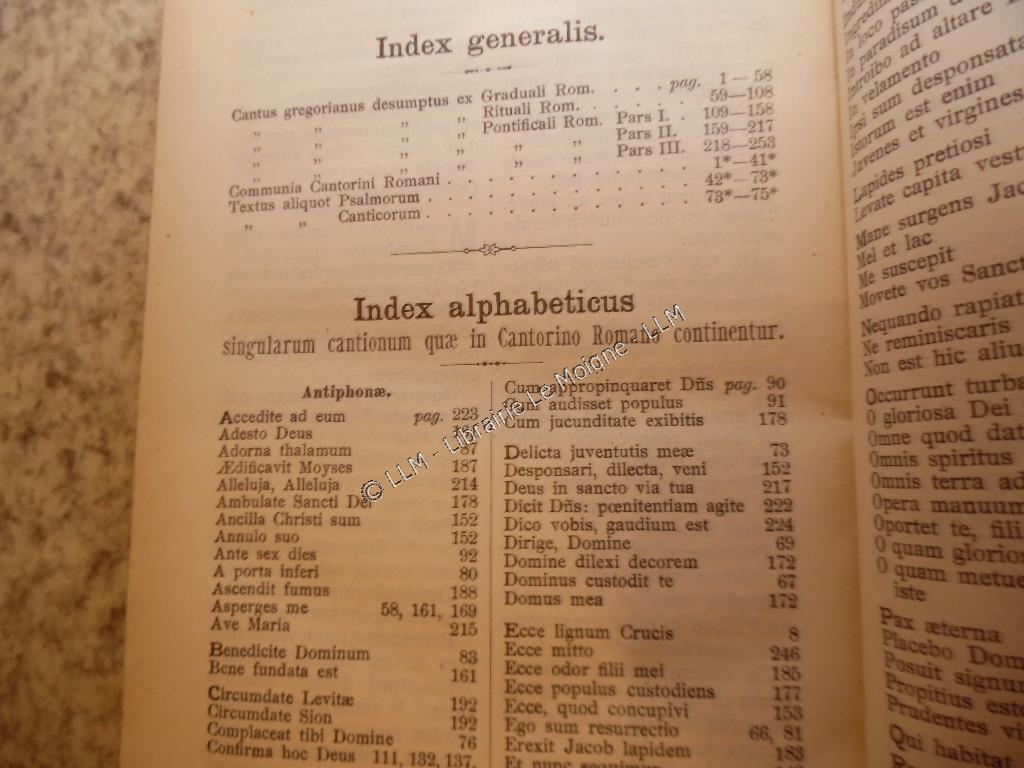 Index generalis.
Cantus gregorianus desumptus ex Graduali Rom. . . . pag. 1 — 58
„ „ „ „ Rituali Rom. . . . . . 59—108
„ „ „ „ Pontificali Rom. Pars I. . 109—158
„ „ „ „ „ „ Pars II. 159—217
„ „ „ „ „ „ Pars III. 218—253
Communia Cantorini Romani . . . . . . . . . . 1*—41*
Textus aliquot Psalmorum . . . . . . . . . . . 42*—73*
„ „ Canticorum . . . . . . . . . . . 73*—75*
Index alphabeticus
singularum cantionum quæ in Cantorino Romano continentur.
Antiphonæ.
Accedite ad eum pag. 223
Adesto Deus
Adorna thalamum 87
Ædificavit Moyses 187
Alleluja, Alleluja 214
Ambulate Sancti Dei 178
Ancilla Christi sum 152
Annulo suo 152
Ante sex dies 92
A porta inferi 80
Ascendit fumus 188
Asperges me 58, 161, 169
Ave Maria 215
Benedicite Dominum 83
Bene fundata est 161
Circumdate Levitæ 192
Circumdate Sion 192
Complaceat tibi Domine 76
Confirma hoc Deus 111, 132, 137,
Cum appropinquaret Dñs pag. 90
Cum audisset populus 91
Cum jucunditate exibitis 178
Delicta juventutis meæ 73
Desponsari, dilecta, veni 152
Deus in sancto via tua 217
Dicit Dñs: pœnitentiam agite 222
Dico vobis, gaudium est 224
Dirige, Domine 69
Domine dilexi decorem 172
Dominus custodit te 67
Domus mea 172
Ecce lignum Crucis 8
Ecce mitto 246
Ecce odor filii mei 185
Ecce populus custodiens 177
Ecce, quod concupivi 153
Ego sum resurrectio 66, 81
Erexit Jacob lapidem 183
Et nunc sequimur
In loco
In paradisum
Introibo ad altare
In velamento
Ipsi sum desponsata
Istorum est enim
Juvenes et virgines
Lapides pretiosi
Levate capita
Mane surgens
Mel et lac
Me suscepit
Movete vos
Nequando rapiat
Ne reminiscaris
Non est hic
Occurrunt
O gloriosa Dei
Omne quod
Omnis spiritus
Omnis terra
Opera manuum
Oportet te, fili
O quam
O quam
iste
Pax æterna
Placebo
Posuit
Propitius
Prudentes
Qui habitat
© LLM - Librairie Le Moigne - LLM